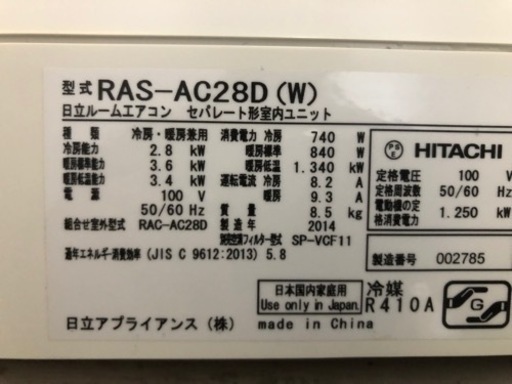 型式 RAS-AC28D (W)
日立ルームエアコン セパレート形室内ユニット
種類 冷房・暖房兼用
冷房能力 2.8 kW
暖房能力 3.6 kW
暖房低温能力 3.4 kW
電源 100 V
50/60 Hz
組合せ室外型式 RAC-AC28D
消費電力 冷房 740 W
暖房標準 840 W
暖房低温 1.340 kW
運転電流 冷房 8.2 A
暖房 9.3 A
質量 8.5 kg
製造年 2014
フィルター型式 SP-VCF11
通年エネルギー消費効率 (JIS C 9612:2013) 5.8
PS
E
HITACHI
定格電圧 100 V
定格周波数 50/60 Hz
電動機の定格消費電力 1.250 kW
製造番号 002785
日本国内家庭用
Use only in Japan.
冷媒
R410A
G
日立アプライアンス（株） made in China